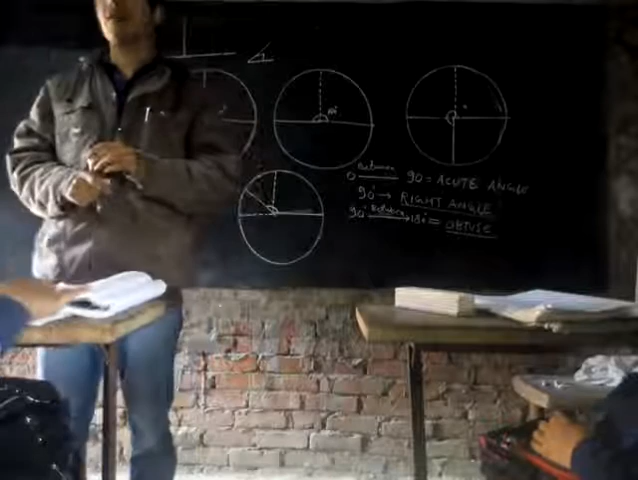 0 Between 90 = ACUTE ANGLE
90° → RIGHT ANGLE
90° Between 180° = OBTUSE